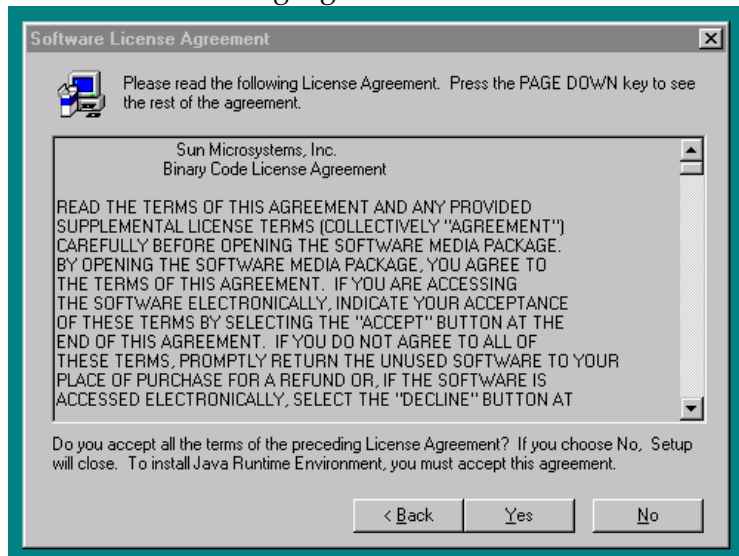 Software License Agreement
Please read the following License Agreement. Press the PAGE DOWN key to see
the rest of the agreement.
Sun Microsystems, Inc.
Binary Code License Agreement
READ THE TERMS OF THIS AGREEMENT AND ANY PROVIDED
SUPPLEMENTAL LICENSE TERMS (COLLECTIVELY "AGREEMENT")
CAREFULLY BEFORE OPENING THE SOFTWARE MEDIA PACKAGE.
BY OPENING THE SOFTWARE MEDIA PACKAGE, YOU AGREE TO
THE TERMS OF THIS AGREEMENT. IF YOU ARE ACCESSING
THE SOFTWARE ELECTRONICALLY, INDICATE YOUR ACCEPTANCE
OF THESE TERMS BY SELECTING THE "ACCEPT" BUTTON AT THE
END OF THIS AGREEMENT. IF YOU DO NOT AGREE TO ALL OF
THESE TERMS, PROMPTLY RETURN THE UNUSED SOFTWARE TO YOUR
PLACE OF PURCHASE FOR A REFUND OR, IF THE SOFTWARE IS
ACCESSED ELECTRONICALLY, SELECT THE "DECLINE" BUTTON AT
Do you accept all the terms of the preceding License Agreement? If you choose No, Setup
will close. To install Java Runtime Environment, you must accept this agreement.
< Back
Yes
No